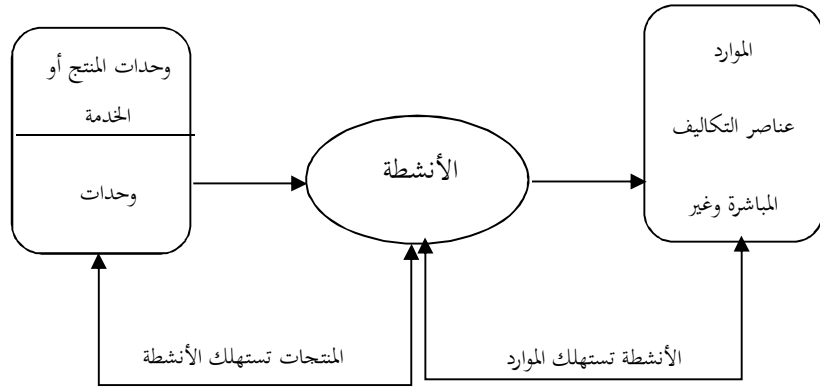 الموارد
عناصر التكاليف
المباشرة وغير
الأنشطة
وحدات المنتج أو
الخدمة
وحدات
الأنشطة تستهلك الموارد
المنتجات تستهلك الأنشطة